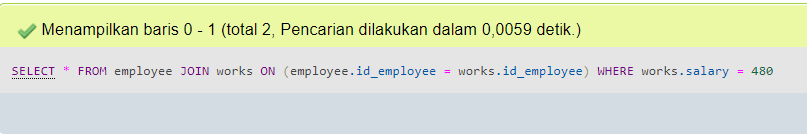 Menampilkan baris 0 - 1 (total 2, Pencarian dilakukan dalam 0,0059 detik.)
SELECT * FROM employee JOIN works ON (employee.id_employee = works.id_employee) WHERE works.salary = 480